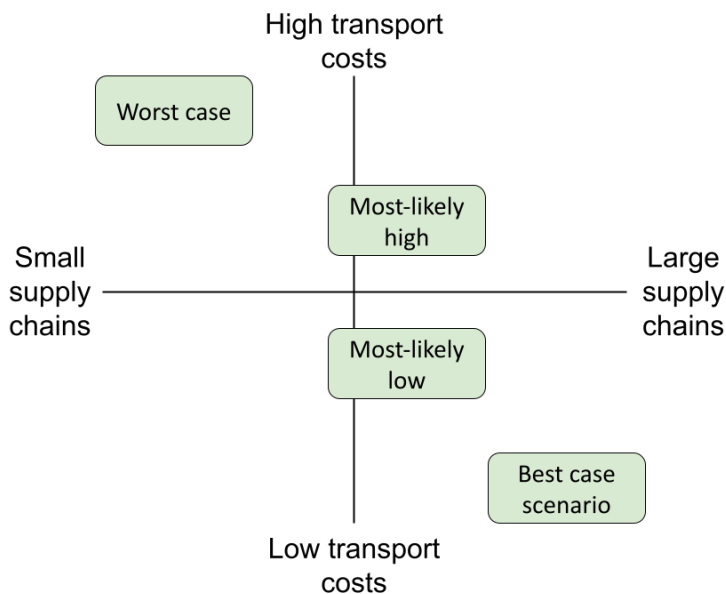 High transport
costs
Worst case
Most-likely
high
Small
supply
chains
Large
supply
chains
Most-likely
low
Best case
scenario
Low transport
costs